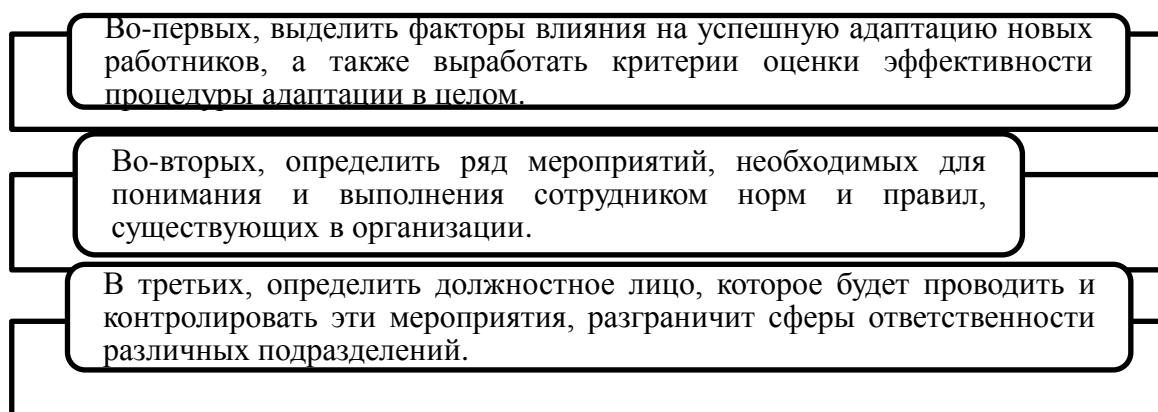 Во-первых, выделить факторы влияния на успешную адаптацию новых
работников, а также выработать критерии оценки эффективности
процедуры адаптации в целом.
Во-вторых, определить ряд мероприятий, необходимых для
понимания и выполнения сотрудником норм и правил,
существующих в организации.
В третьих, определить должностное лицо, которое будет проводить и
контролировать эти мероприятия, разграничит сферы ответственности
различных подразделений.